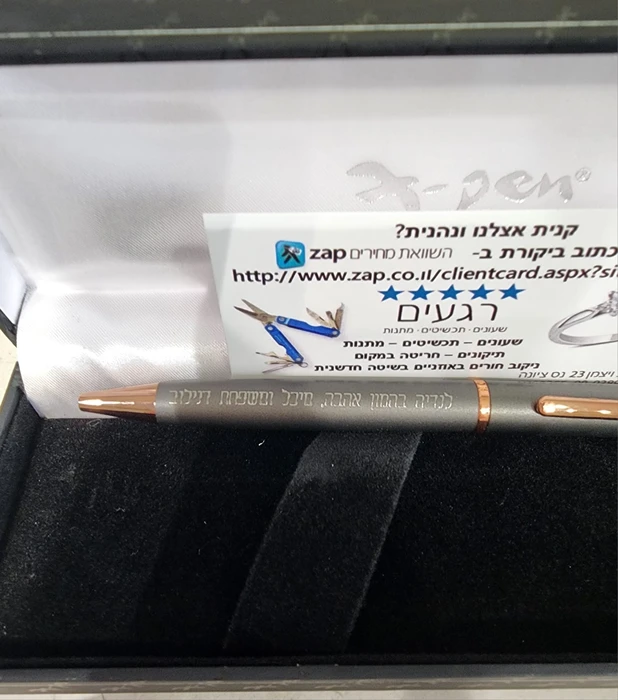 x-pen®
קנית אצלנו ונהנית?
כתוב ביקורת ב- השוואת מחירים zap
http://www.zap.co.il/clientcard.aspx?si
רגעים
שעונים · תכשיטים · מתנות
שעונים – תכשיטים – מתנות
תיקונים – חריטה במקום
ניקוב חורים באוזניים בשיטה חדשנית
ויצמן 23 נס ציונה
לנדיה בהמון אהבה, מיכל ומשפחת